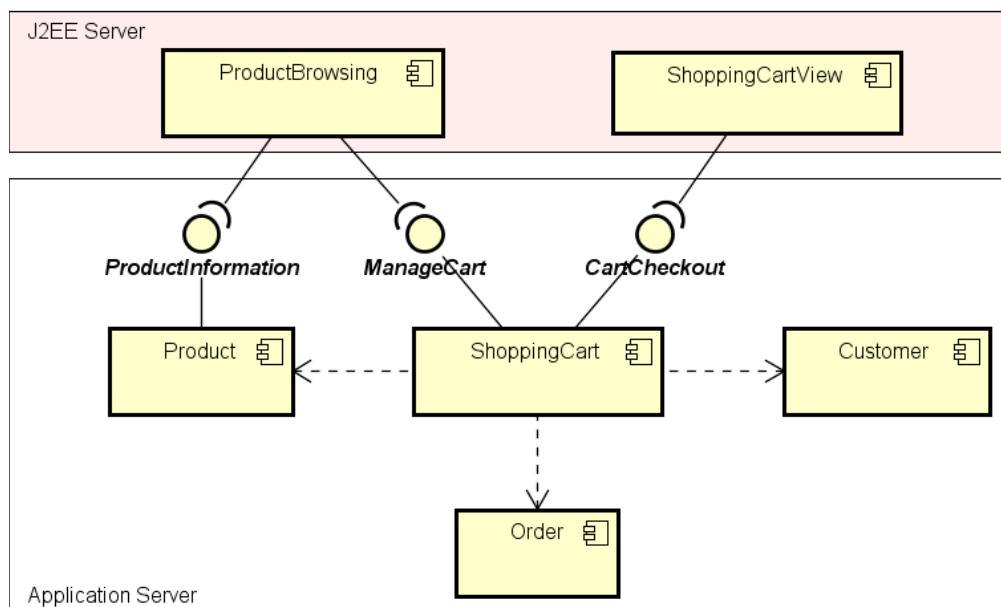 J2EE Server
ProductBrowsing
ShoppingCartView
ProductInformation
ManageCart
CartCheckout
Product
ShoppingCart
Customer
Order
Application Server